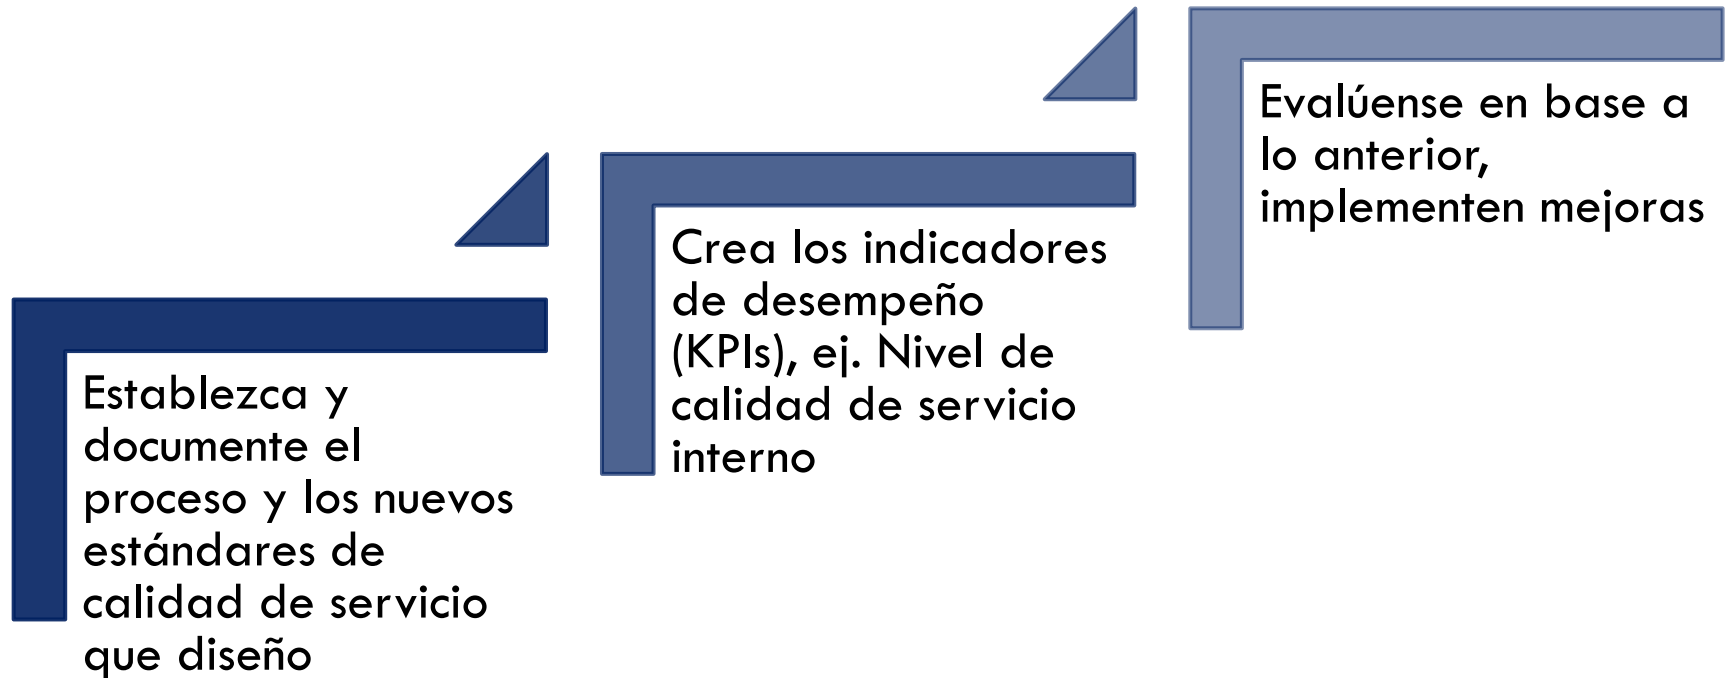 Establezca y
documente el
proceso y los nuevos
estándares de
calidad de servicio
que diseño
Crea los indicadores
de desempeño
(KPIs), ej. Nivel de
calidad de servicio
interno
Evalúense en base a
lo anterior,
implementen mejoras